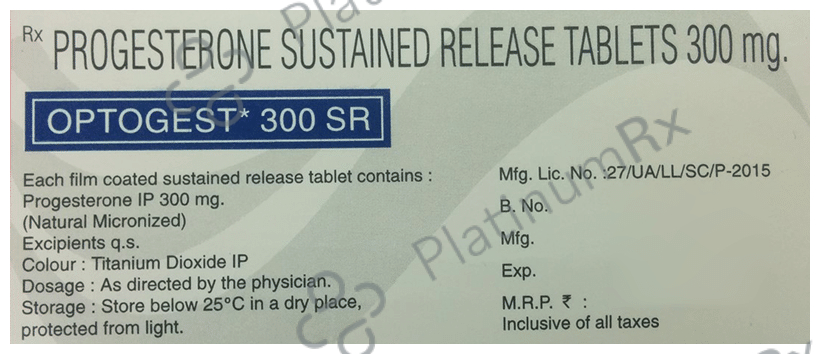 Rx PROGESTERONE SUSTAINED RELEASE TABLETS 300 mg.
OPTOGEST* 300 SR
Each film coated sustained release tablet contains :
Progesterone IP 300 mg.
(Natural Micronized)
Excipients q.s.
Colour : Titanium Dioxide IP
Dosage : As directed by the physician.
Storage : Store below 25°C in a dry place,
protected from light.
Mfg. Lic. No. :27/UA/LL/SC/P-2015
B. No.
Mfg.
Exp.
M.R.P. ₹ :
Inclusive of all taxes
PlatinumRx
PlatinumRx